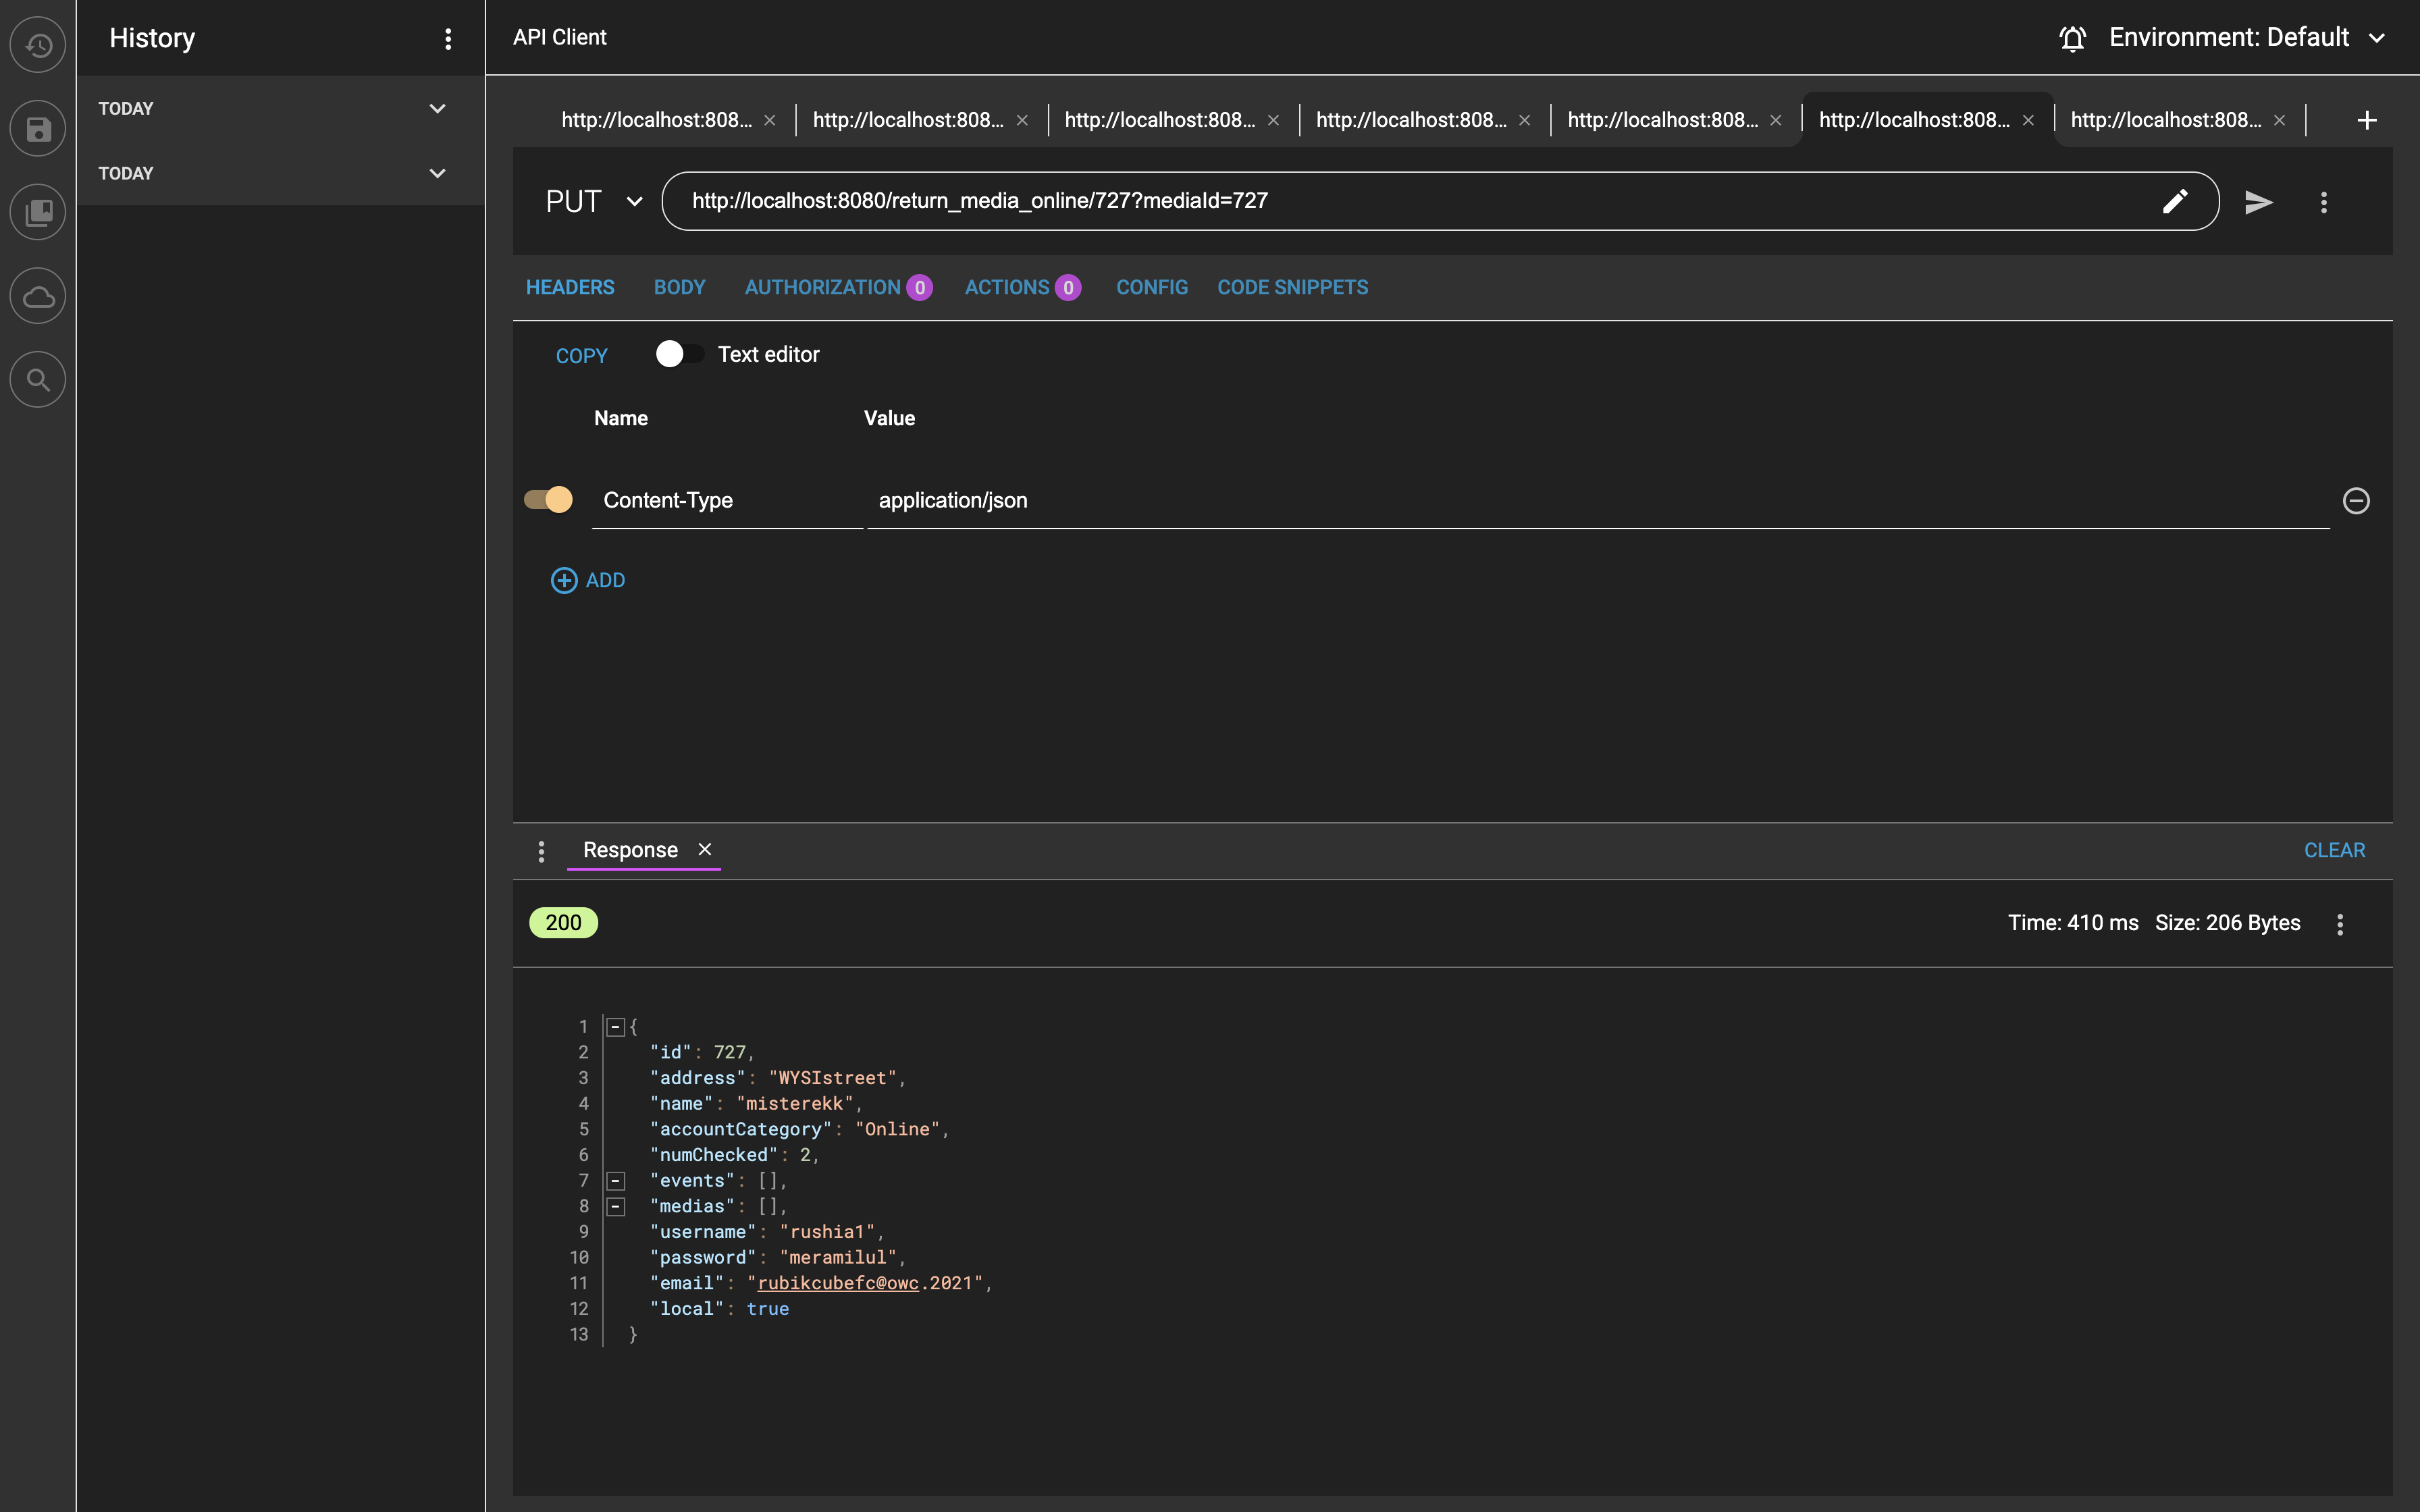 History
TODAY
TODAY
API Client
Environment: Default
http://localhost:808...
http://localhost:808...
http://localhost:808...
http://localhost:808...
http://localhost:808...
http://localhost:808...
http://localhost:808...
PUT
http://localhost:8080/return_media_online/727?mediaId=727
HEADERS BODY AUTHORIZATION 0 ACTIONS 0 CONFIG CODE SNIPPETS
COPY Text editor
Name Value
Content-Type application/json
ADD
Response CLEAR
200 Time: 410 ms Size: 206 Bytes
1 {
2 "id": 727,
3 "address": "WYSIstreet",
4 "name": "misterekk",
5 "accountCategory": "Online",
6 "numChecked": 2,
7 "events": [],
8 "medias": [],
9 "username": "rushia1",
10 "password": "meramilul",
11 "email": "rubikcubefc@owc.2021",
12 "local": true
13 }